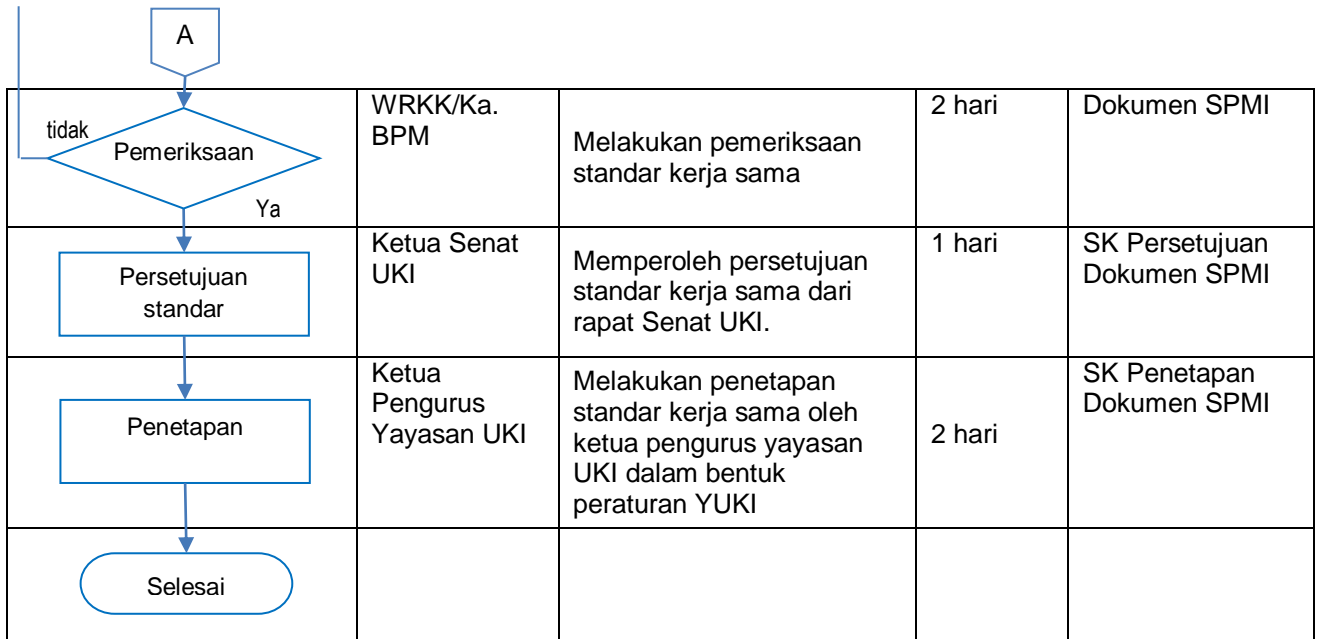 A
tidak
Pemeriksaan
Ya
WRKK/Ka.
BPM
Melakukan pemeriksaan
standar kerja sama
2 hari
Dokumen SPMI
Persetujuan
standar
Ketua Senat
UKI
Memperoleh persetujuan
standar kerja sama dari
rapat Senat UKI.
1 hari
SK Persetujuan
Dokumen SPMI
Penetapan
Ketua
Pengurus
Yayasan UKI
Melakukan penetapan
standar kerja sama oleh
ketua pengurus yayasan
UKI dalam bentuk
peraturan YUKI
2 hari
SK Penetapan
Dokumen SPMI
Selesai